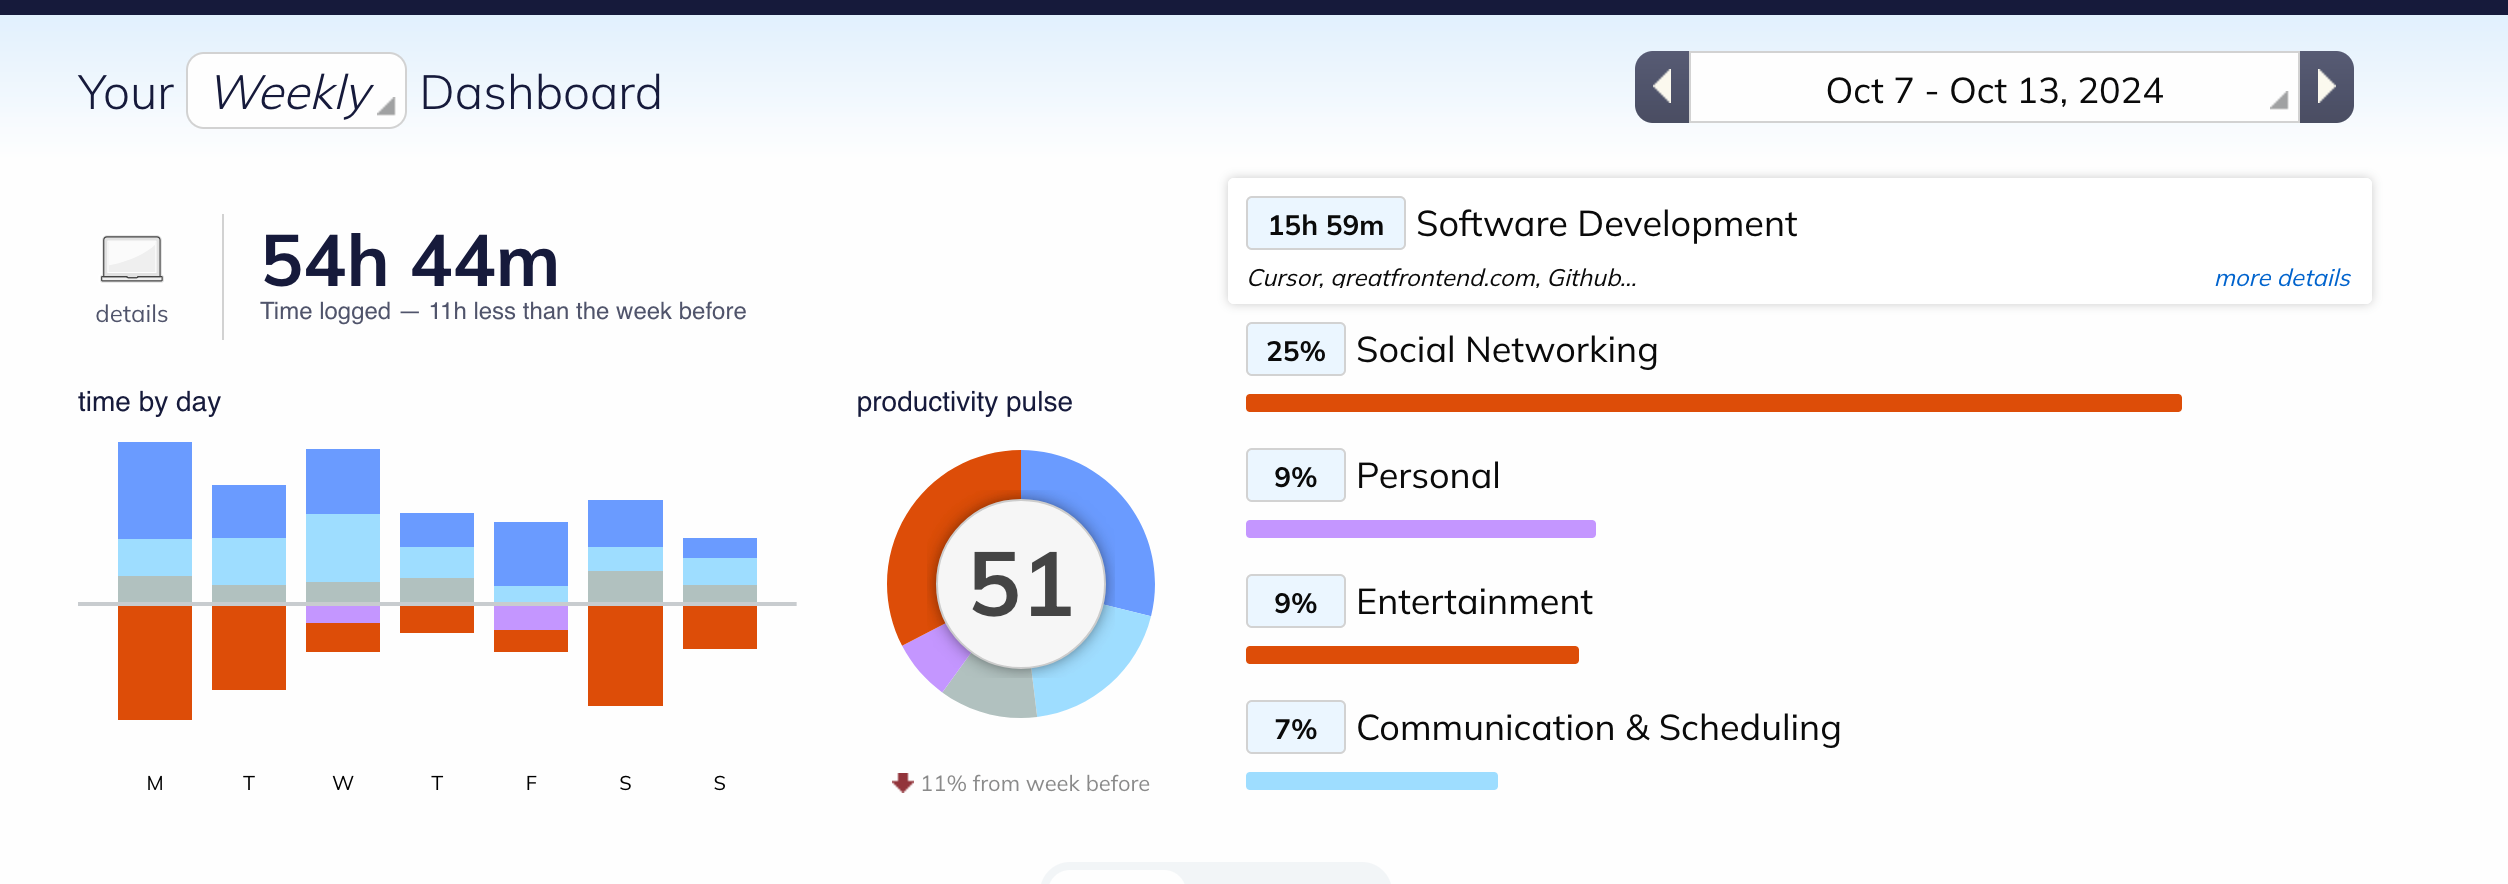 Your Weekly Dashboard
Oct 7 - Oct 13, 2024
details
54h 44m
Time logged — 11h less than the week before
time by day
M T W T F S S
productivity pulse
51
11% from week before
15h 59m Software Development
Cursor, greatfrontend.com, Github...
more details
25% Social Networking
9% Personal
9% Entertainment
7% Communication & Scheduling